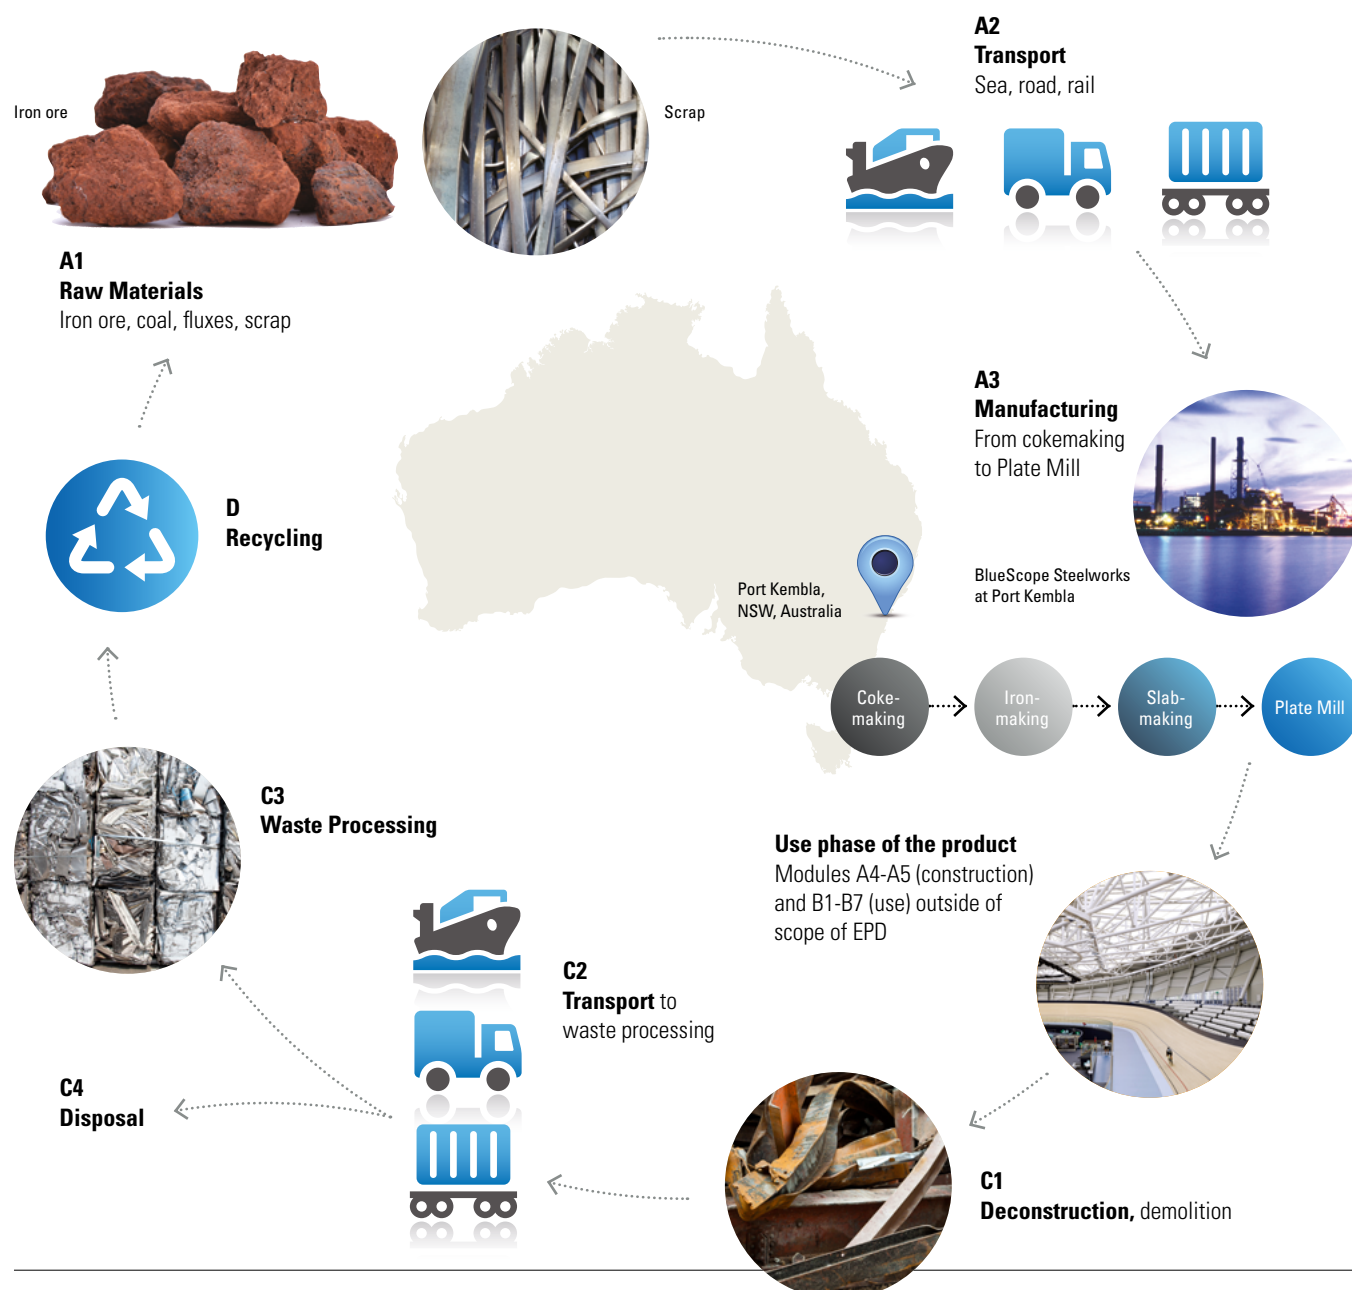 Iron ore
Scrap
A2
Transport
Sea, road, rail
A1
Raw Materials
Iron ore, coal, fluxes, scrap
A3
Manufacturing
From cokemaking
to Plate Mill
D
Recycling
BlueScope Steelworks
at Port Kembla
Port Kembla,
NSW, Australia
Coke-
making
Iron-
making
Slab-
making
Plate Mill
C3
Waste Processing
Use phase of the product
Modules A4-A5 (construction)
and B1-B7 (use) outside of
scope of EPD
C2
Transport to
waste processing
C4
Disposal
C1
Deconstruction, demolition